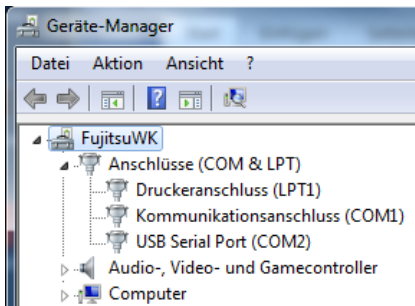 Geräte-Manager
Datei Aktion Ansicht ?
FujitsuWK
Anschlüsse (COM & LPT)
Druckeranschluss (LPT1)
Kommunikationsanschluss (COM1)
USB Serial Port (COM2)
Audio-, Video- und Gamecontroller
Computer